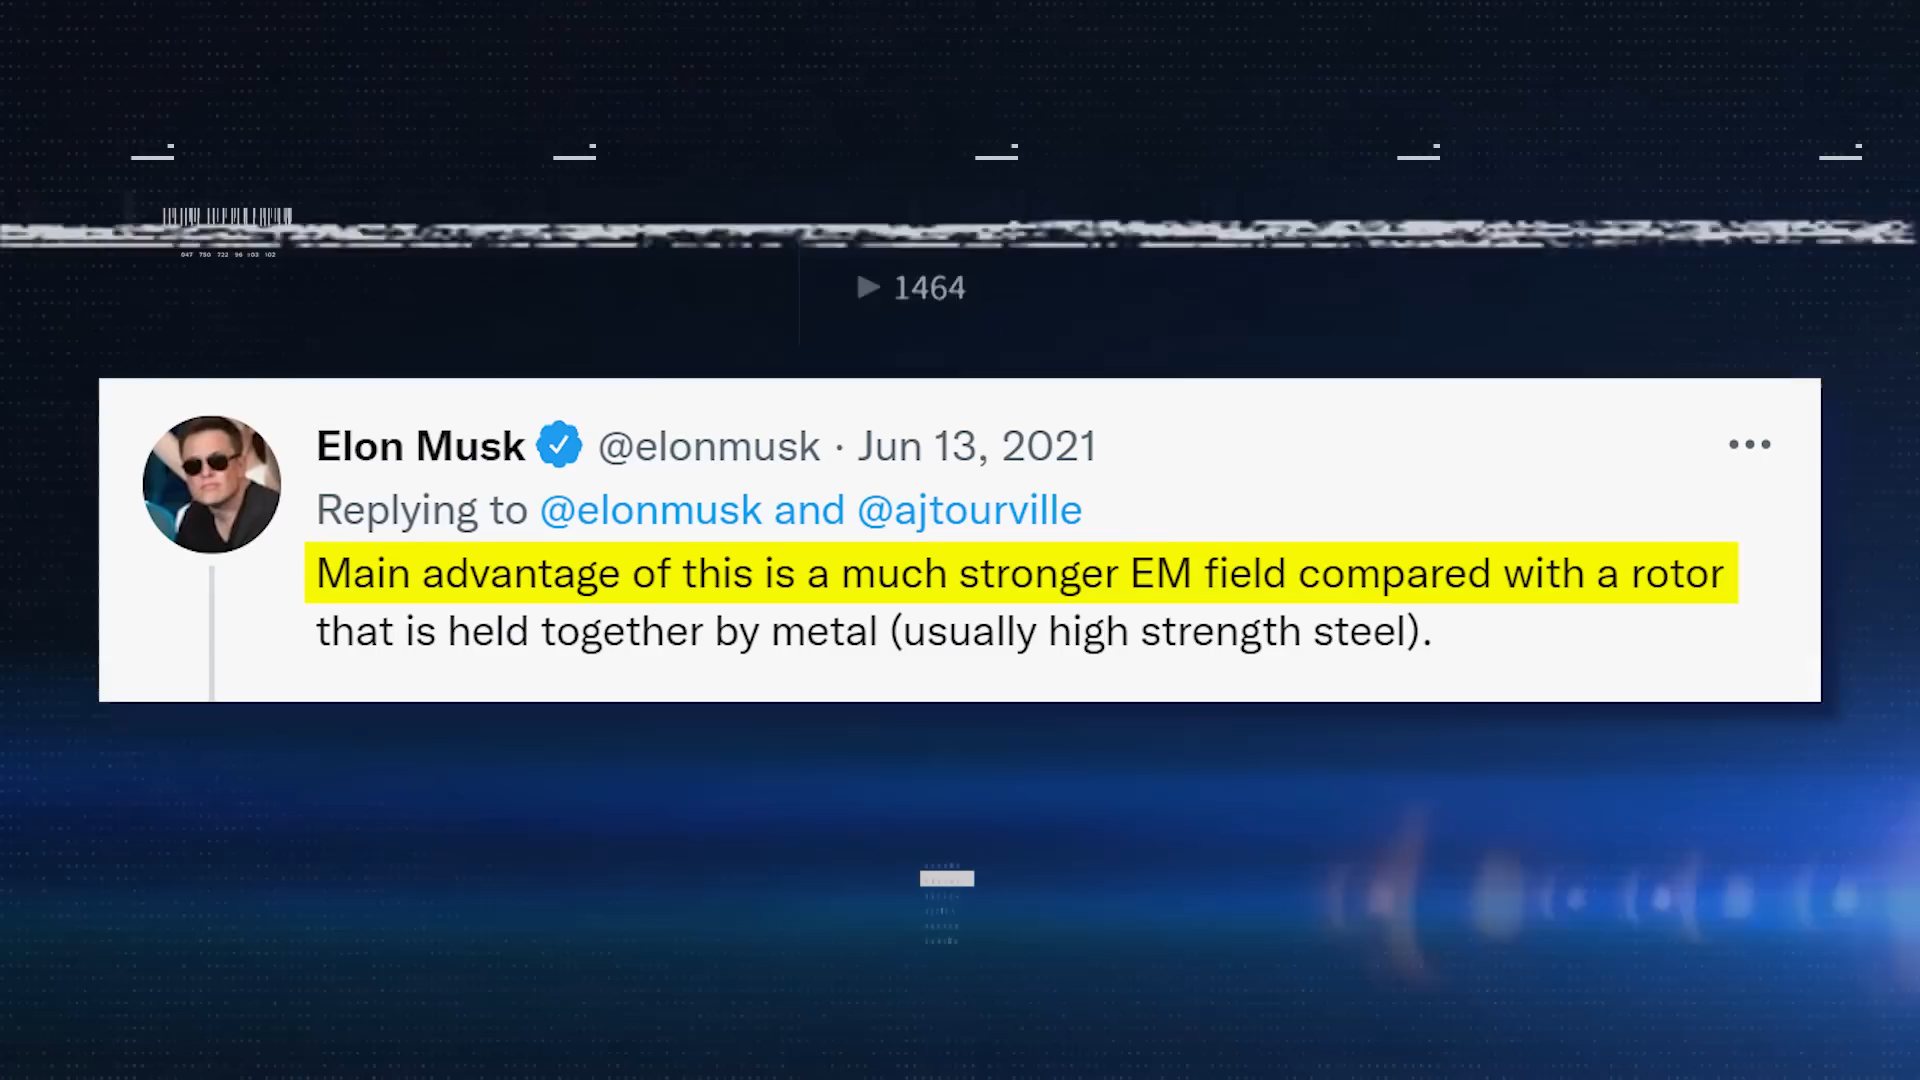 1464
Elon Musk @elonmusk · Jun 13, 2021
Replying to @elonmusk and @ajtourville
Main advantage of this is a much stronger EM field compared with a rotor
that is held together by metal (usually high strength steel).